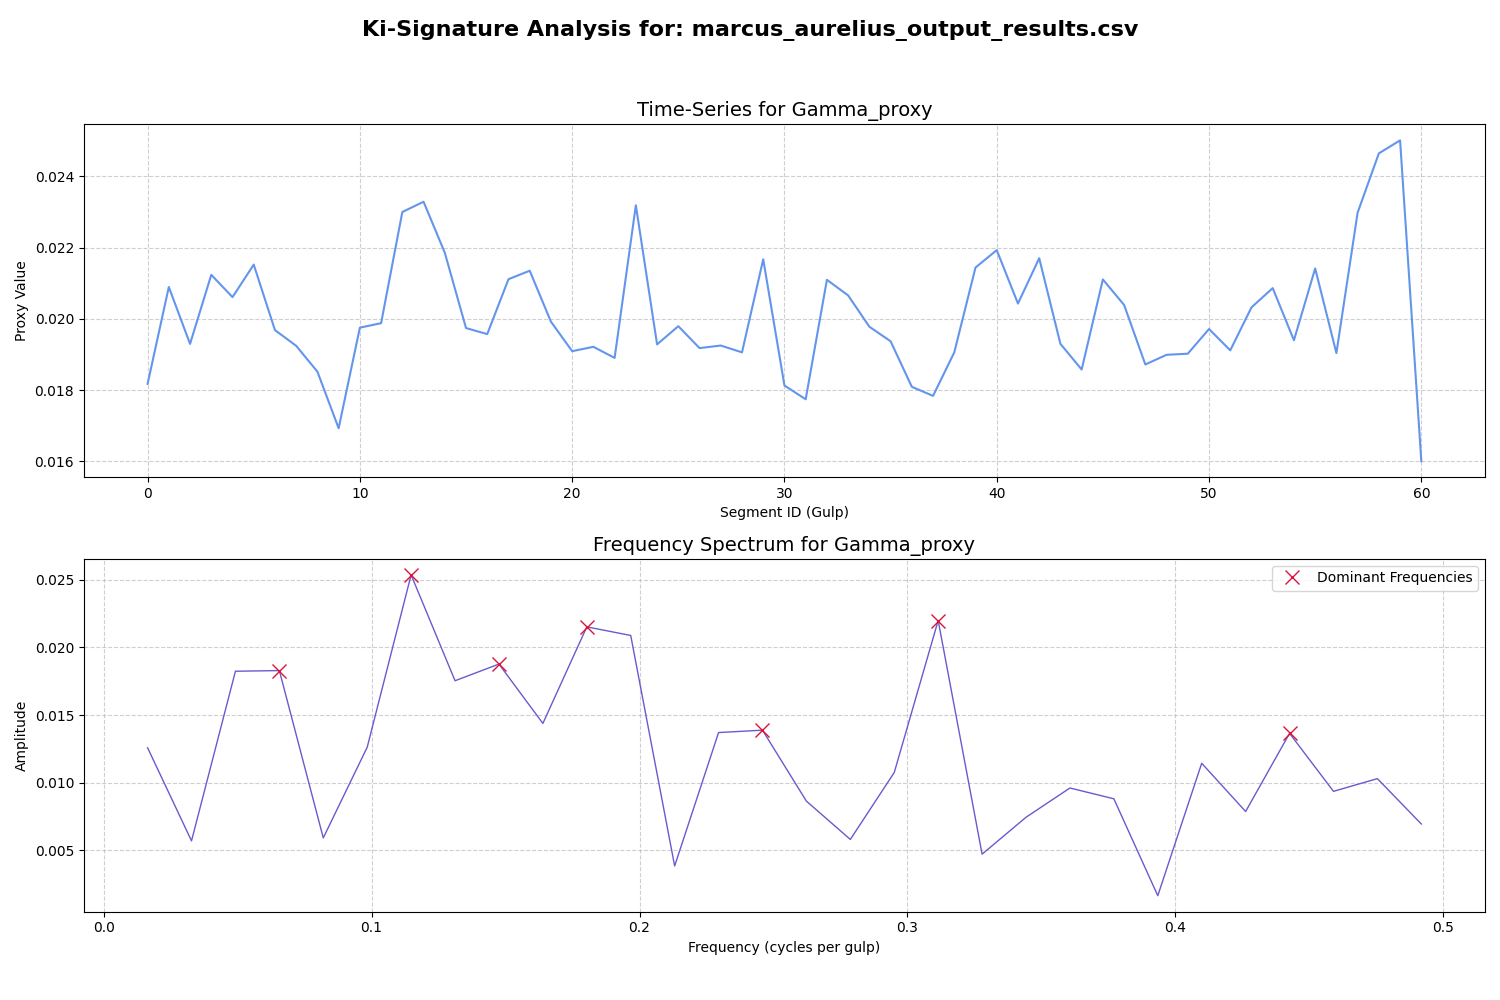 Ki-Signature Analysis for: marcus_aurelius_output_results.csv
Time-Series for Gamma_proxy
Proxy Value
0.024
0.022
0.020
0.018
0.016
0 10 20 30 40 50 60
Segment ID (Gulp)
Frequency Spectrum for Gamma_proxy
Dominant Frequencies
Amplitude
0.025
0.020
0.015
0.010
0.005
0.0 0.1 0.2 0.3 0.4 0.5
Frequency (cycles per gulp)